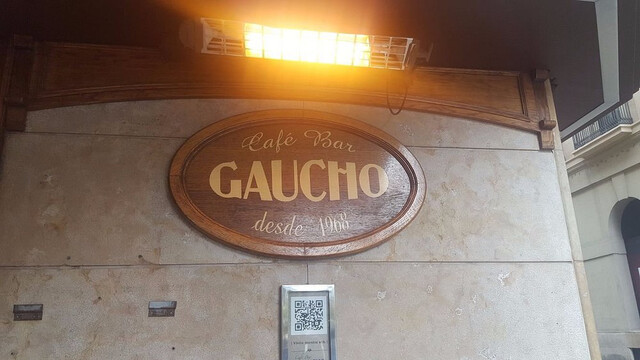 Café Bar
GAUCHO
desde 1968